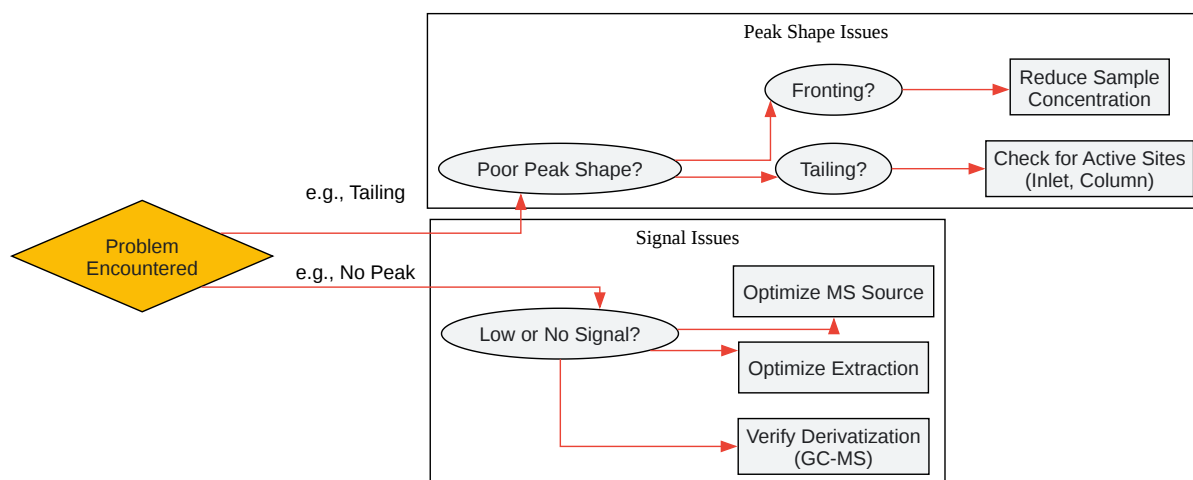 Peak Shape Issues
Fronting?
Reduce Sample
Concentration
Poor Peak Shape?
Tailing?
Check for Active Sites
(Inlet, Column)
e.g., Tailing
Problem
Encountered
e.g., No Peak
Signal Issues
Optimize MS Source
Low or No Signal?
Optimize Extraction
Verify Derivatization
(GC-MS)